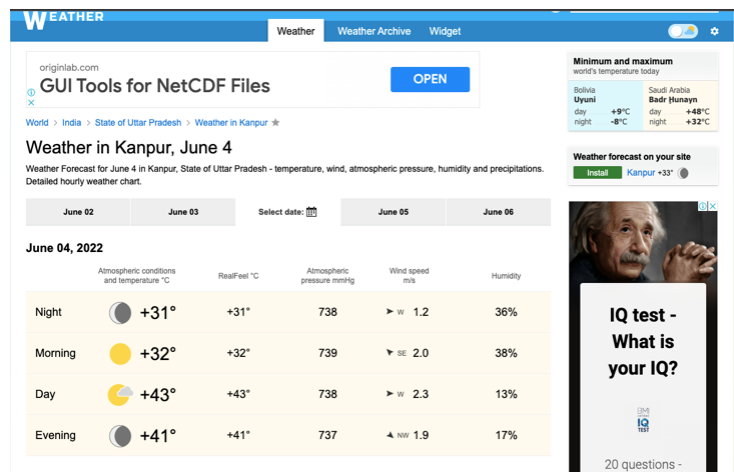 WEATHER
Weather
Weather Archive
Widget
originlab.com
GUI Tools for NetCDF Files
OPEN
World > India > State of Uttar Pradesh > Weather in Kanpur
Weather in Kanpur, June 4
Weather Forecast for June 4 in Kanpur, State of Uttar Pradesh - temperature, wind, atmospheric pressure, humidity and precipitations.
Detailed hourly weather chart.
June 02
June 03
Select date:
June 05
June 06
June 04, 2022
Atmospheric conditions
and temperature °C
RealFeel °C
Atmospheric
pressure mmHg
Wind speed
m/s
Humidity
Night +31° +31° 738 W 1.2 36%
Morning +32° +32° 739 SE 2.0 38%
Day +43° +43° 738 W 2.3 13%
Evening +41° +41° 737 NW 1.9 17%
Minimum and maximum
world's temperature today
Bolivia
Uyuni
day +9°C
night -8°C
Saudi Arabia
Badr Ḩunayn
day +48°C
night +32°C
Weather forecast on your site
Install Kanpur +33°
IQ test -
What is
your IQ?
IQ
TEST
20 questions -